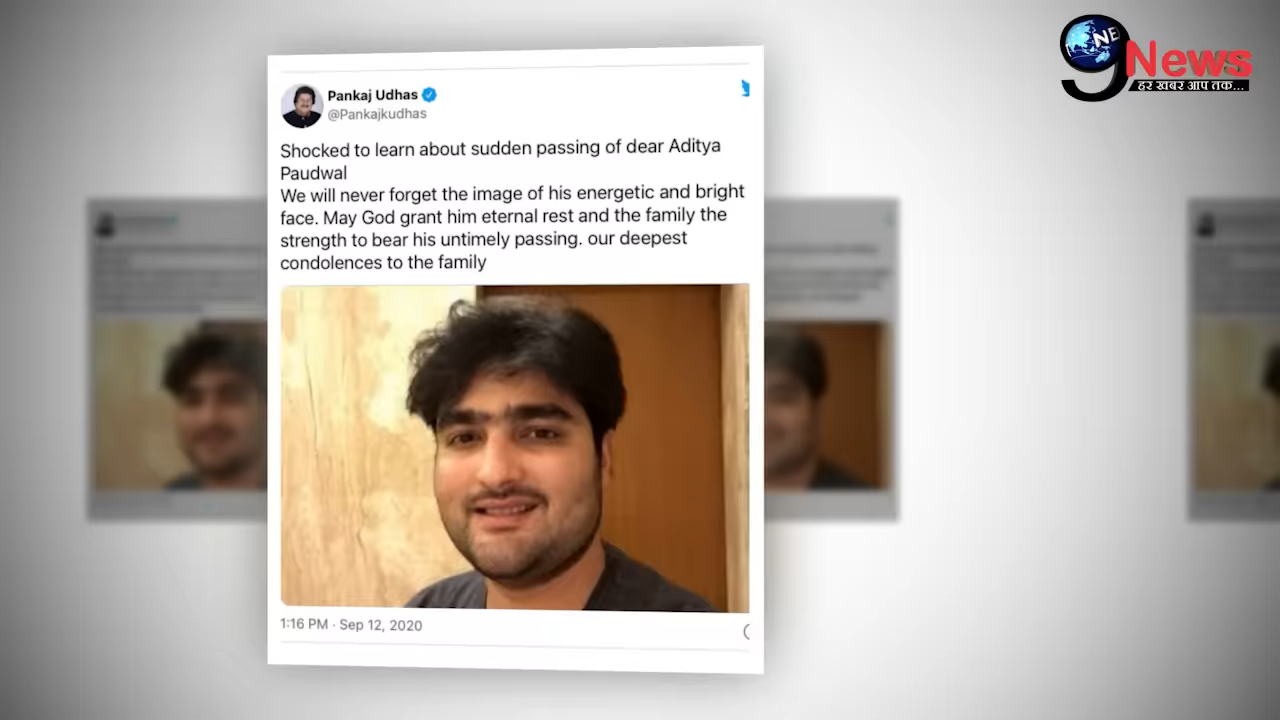 Pankaj Udhas
@Pankajkudhas
Shocked to learn about sudden passing of dear Aditya
Paudwal
We will never forget the image of his energetic and bright
face. May God grant him eternal rest and the family the
strength to bear his untimely passing. our deepest
condolences to the family
1:16 PM · Sep 12, 2020
9 NE
News
हर खबर आप तक...